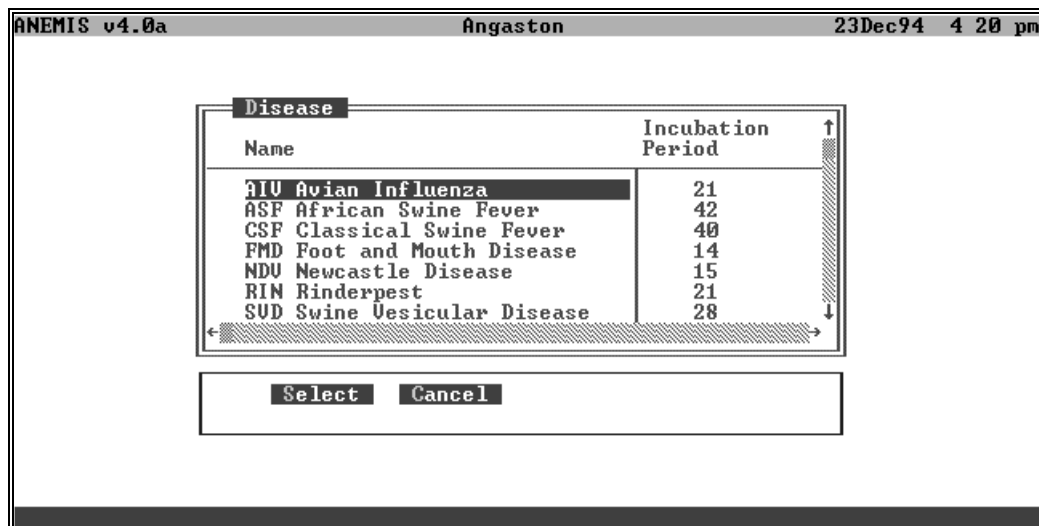 ANEMIS v4.0a Angaston 23Dec94 4 20 pm
Disease
Incubation
Name Period
AIV Avian Influenza 21
ASF African Swine Fever 42
CSF Classical Swine Fever 40
FMD Foot and Mouth Disease 14
NDV Newcastle Disease 15
RIN Rinderpest 21
SVD Swine Vesicular Disease 28
Select Cancel